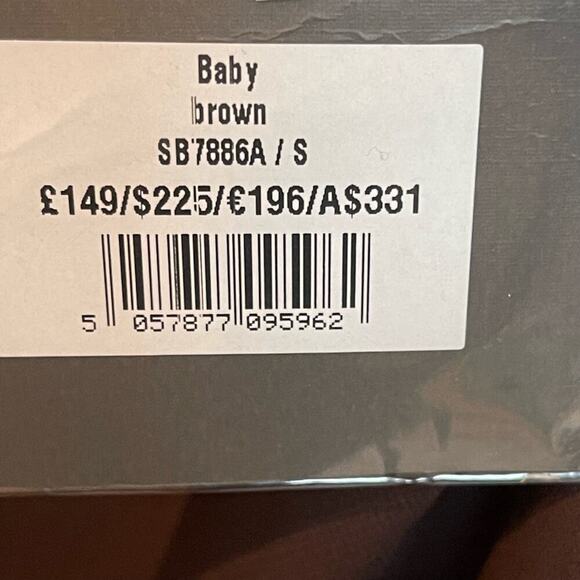 Baby
brown
SB7886A / S
£149/$225/€196/A$331
5 057877 095962